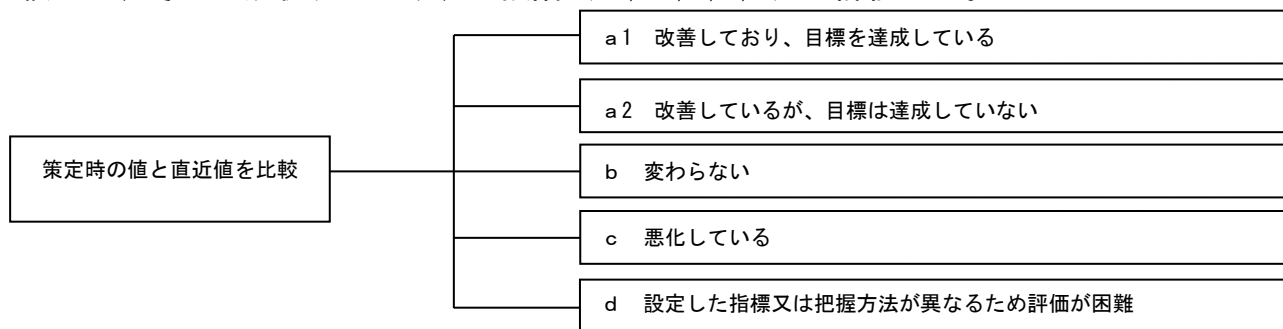 a1 改善しており、目標を達成している
a2 改善しているが、目標は達成していない
策定時の値と直近値を比較
b 変わらない
c 悪化している
d 設定した指標又は把握方法が異なるため評価が困難